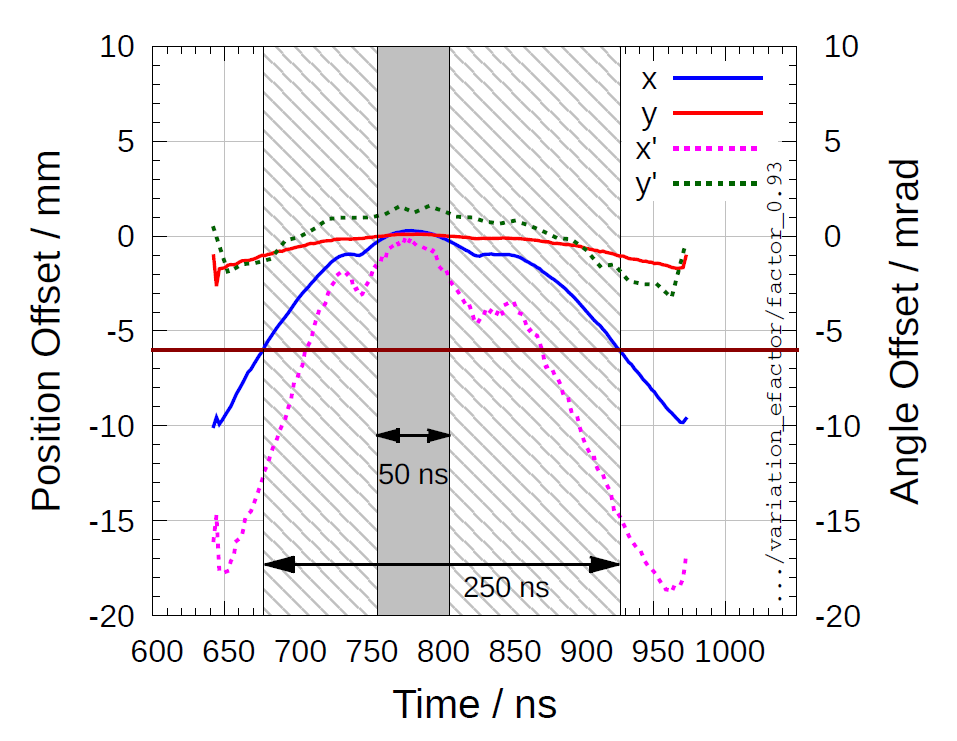 Position Offset / mm
10
5
0
-5
-10
-15
-20
x
y
x'
y'
50 ns
250 ns
.../variation_efactor/factor_0.93
10
5
0
-5
-10
-15
-20
Angle Offset / mrad
600 650 700 750 800 850 900 950 1000
Time / ns